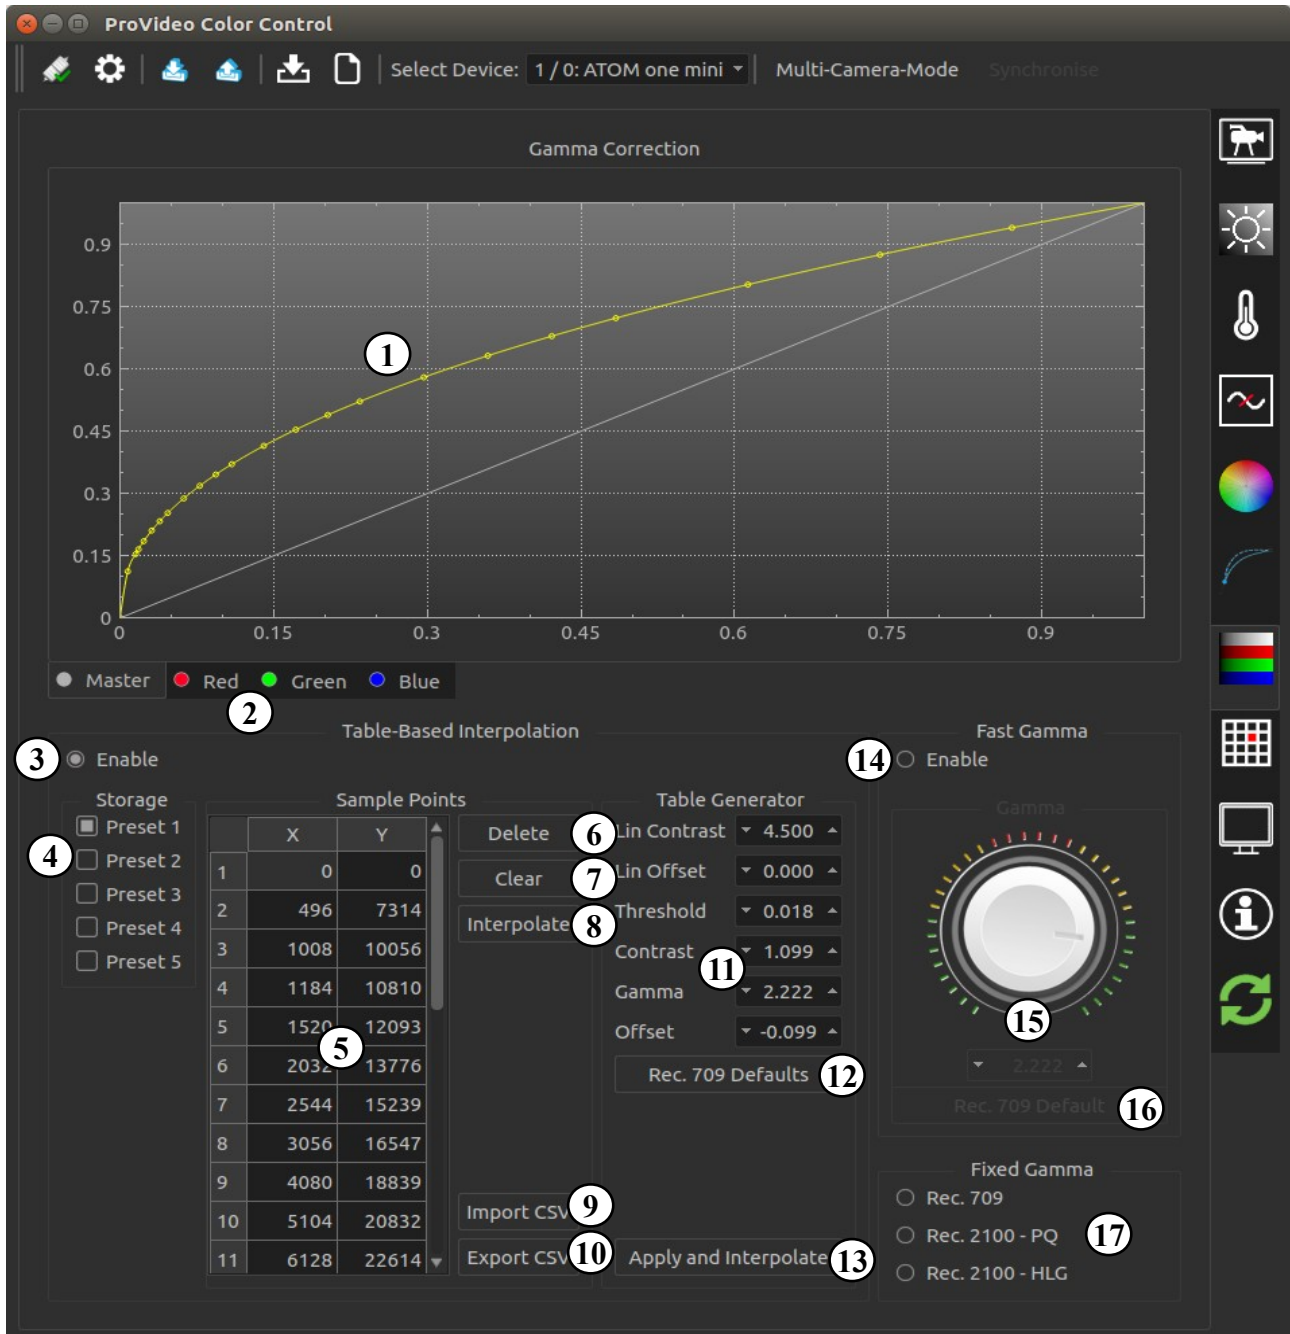 ProVideo Color Control
Select Device: 1 / 0: ATOM one mini Multi-Camera-Mode Synchronise
Gamma Correction
0.9
0.75
0.6
1
0.45
0.3
0.15
0
0 0.15 0.3 0.45 0.6 0.75 0.9
Master Red Green Blue
2
Table-Based Interpolation
3 Enable
Storage
Preset 1
4 Preset 2
Preset 3
Preset 4
Preset 5
Sample Points
X Y
1 0 0
2 496 7314
3 1008 10056
4 1184 10810
5 1520 12093
5
6 2032 13776
7 2544 15239
8 3056 16547
9 4080 18839
10 5104 20832
11 6128 22614
Delete 6
Clear 7
Interpolate 8
Import CSV 9
Export CSV 10
Table Generator
Lin Contrast 4.500
Lin Offset 0.000
Threshold 0.018
Contrast 1.099
11
Gamma 2.222
Offset -0.099
Rec. 709 Defaults 12
Apply and Interpolate 13
Fast Gamma
14 Enable
Gamma
15
2.222
Rec. 709 Default 16
Fixed Gamma
Rec. 709
Rec. 2100 - PQ 17
Rec. 2100 - HLG